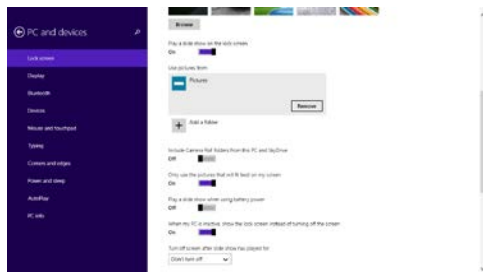 PC and devices
Lock screen
Display
Bluetooth
Devices
Mouse and touchpad
Typing
Corners and edges
Power and sleep
AutoPlay
PC info
Browse
Play a slide show on the lock screen
On
Use pictures from
Pictures
Remove
Add a folder
Include Camera Roll folders from this PC and SkyDrive
Off
Only use the pictures that will fit best on my screen
On
Play a slide show when using battery power
Off
When my PC is inactive, show the lock screen instead of turning off the screen
On
Turn off screen after slide show has played for
Don't turn off